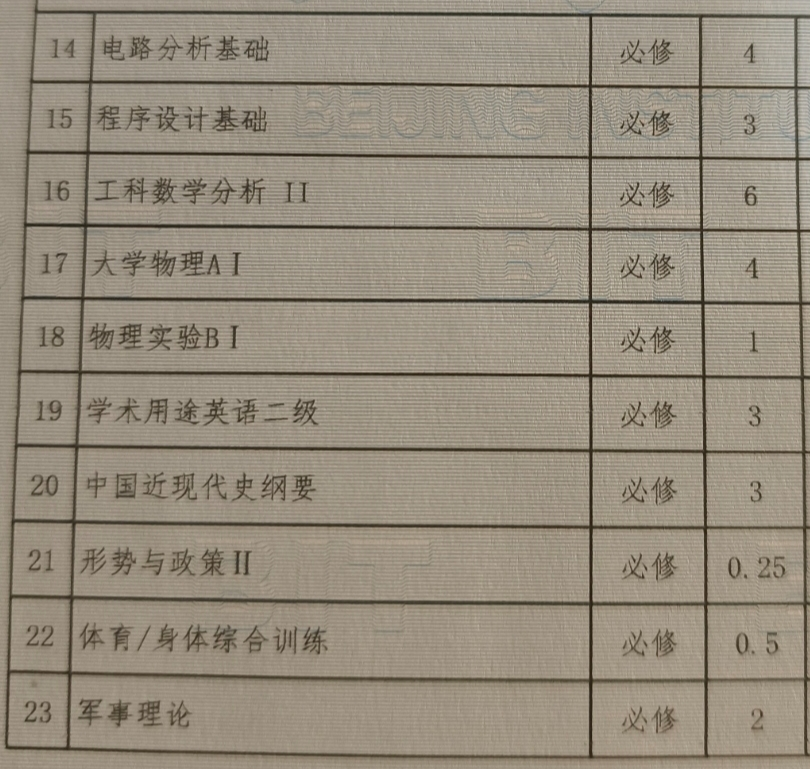 14 电路分析基础 必修 4
BEIJING INSTITU
15 程序设计基础 必修 3
16 工科数学分析 II 必修 6
BIT
17 大学物理AⅠ 必修 4
18 物理实验BⅠ 必修 1
19 学术用途英语二级 必修 3
20 中国近现代史纲要 必修 3
21 形势与政策Ⅱ 必修 0.25
22 体育/身体综合训练 必修 0.5
23 军事理论 必修 2